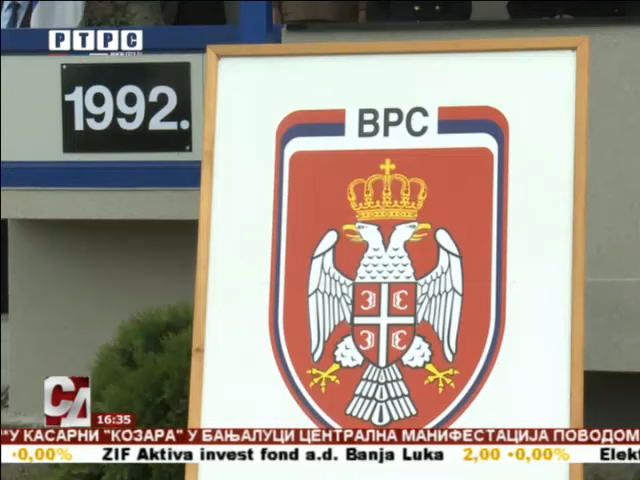 РТРС
1992.
ВРС
СД
16:35
"У КАСАРНИ "КОЗАРА" У БАЊАЛУЦИ ЦЕНТРАЛНА МАНИФЕСТАЦИЈА ПОВОДОМ
-0,00% ZIF Aktiva invest fond a.d. Banja Luka 2,00 -0,00% Elekt